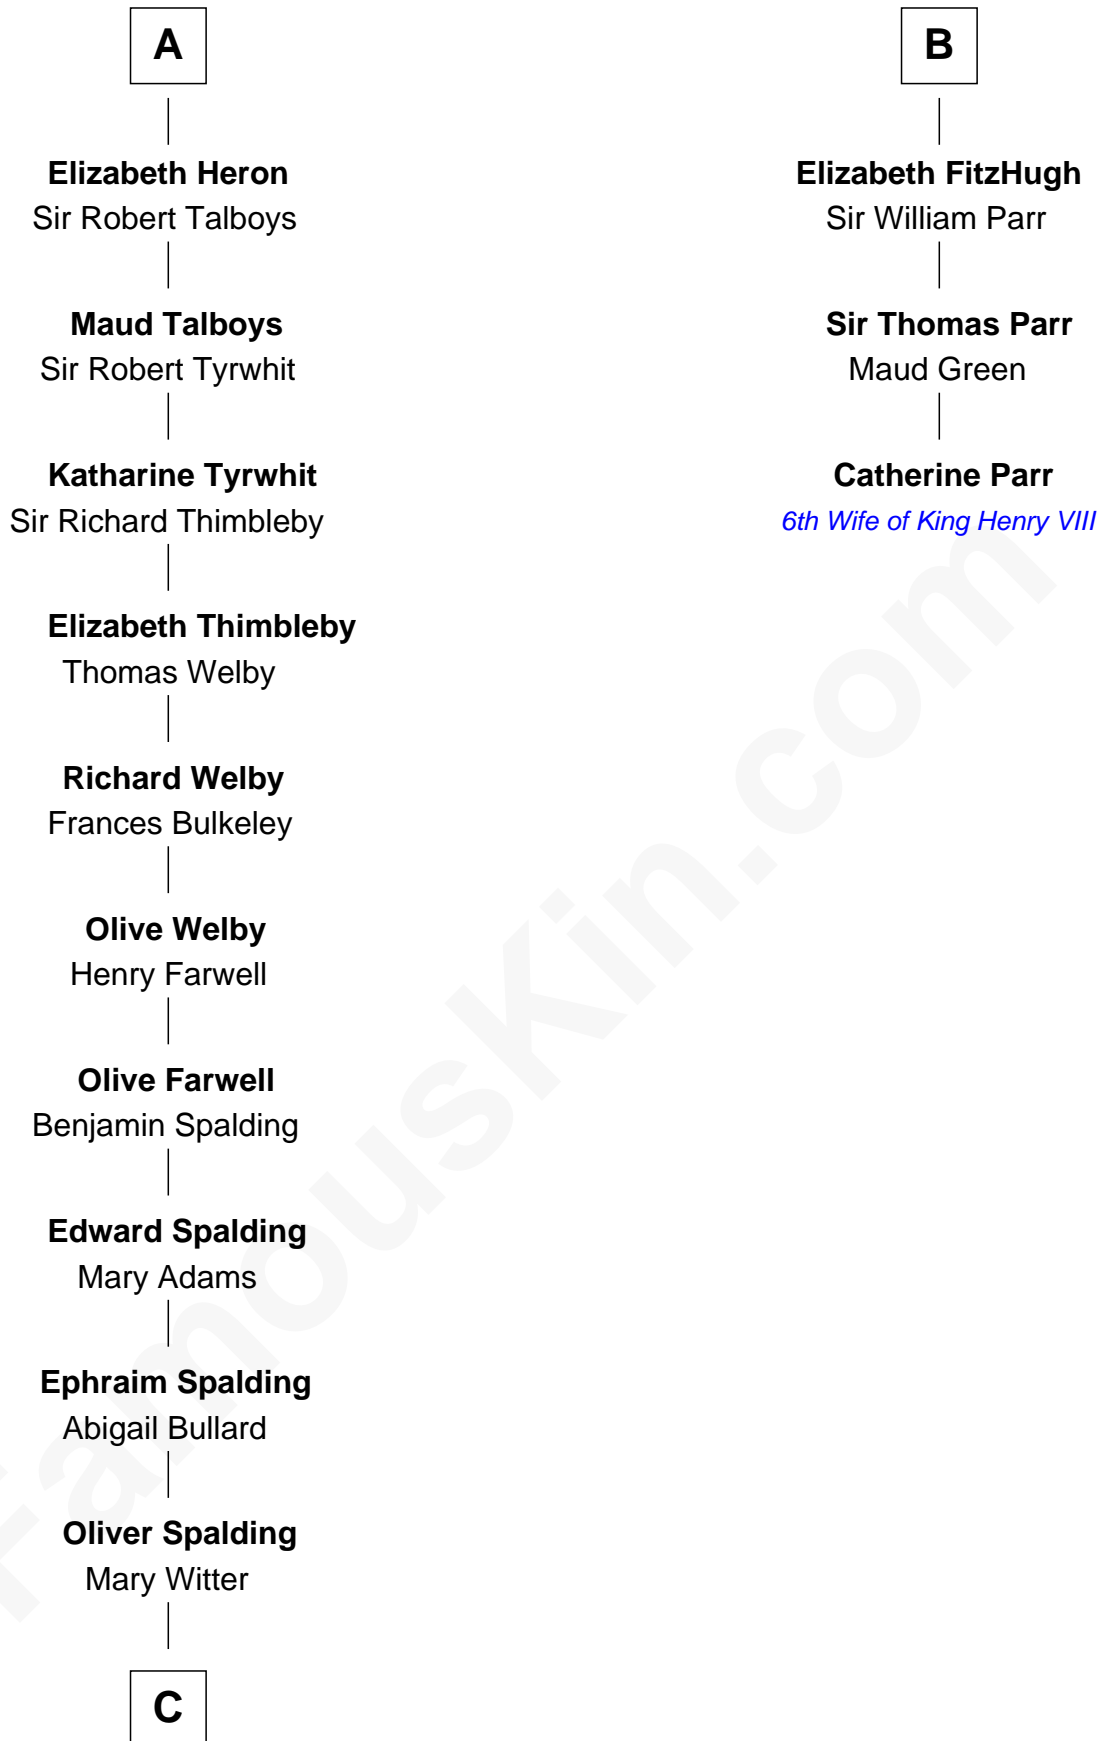 A
Elizabeth Heron
Sir Robert Talboys
Maud Talboys
Sir Robert Tyrwhit
Katharine Tyrwhit
Sir Richard Thimbleby
Elizabeth Thimbleby
Thomas Welby
Richard Welby
Frances Bulkeley
Olive Welby
Henry Farwell
Olive Farwell
Benjamin Spalding
Edward Spalding
Mary Adams
Ephraim Spalding
Abigail Bullard
Oliver Spalding
Mary Witter
C
B
Elizabeth FitzHugh
Sir William Parr
Sir Thomas Parr
Maud Green
Catherine Parr
6th Wife of King Henry VIII
FamousKin.com